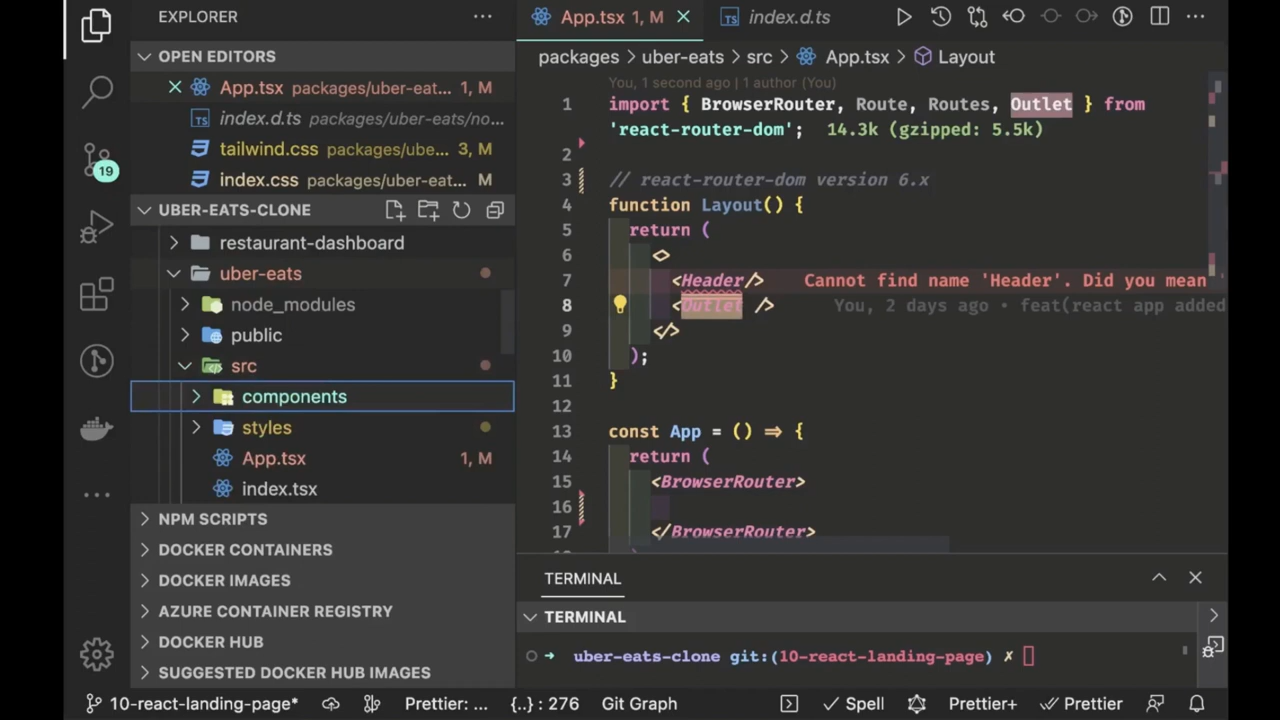 EXPLORER
OPEN EDITORS
App.tsx packages/uber-eat... 1, M
index.d.ts packages/uber-eats/no...
tailwind.css packages/ube... 3, M
index.css packages/uber-eat... M
UBER-EATS-CLONE
restaurant-dashboard
uber-eats
node_modules
public
src
components
styles
App.tsx 1, M
index.tsx
NPM SCRIPTS
DOCKER CONTAINERS
DOCKER IMAGES
AZURE CONTAINER REGISTRY
DOCKER HUB
SUGGESTED DOCKER HUB IMAGES
19
App.tsx 1, M
TS index.d.ts
packages > uber-eats > src > App.tsx > Layout
You, 1 second ago | 1 author (You)
1 import { BrowserRouter, Route, Routes, Outlet } from
'react-router-dom'; 14.3k (gzipped: 5.5k)
2
3 // react-router-dom version 6.x
4 function Layout() {
5 return (
6 <>
7 <Header/> Cannot find name 'Header'. Did you mean
8 <Outlet /> You, 2 days ago • feat(react app added
9 </>
10 );
11 }
12
13 const App = () => {
14 return (
15 <BrowserRouter>
16
17 </BrowserRouter>
TERMINAL
TERMINAL
uber-eats-clone git:(10-react-landing-page) ✗
10-react-landing-page* Prettier: ... {..} : 276 Git Graph Spell Prettier+ Prettier